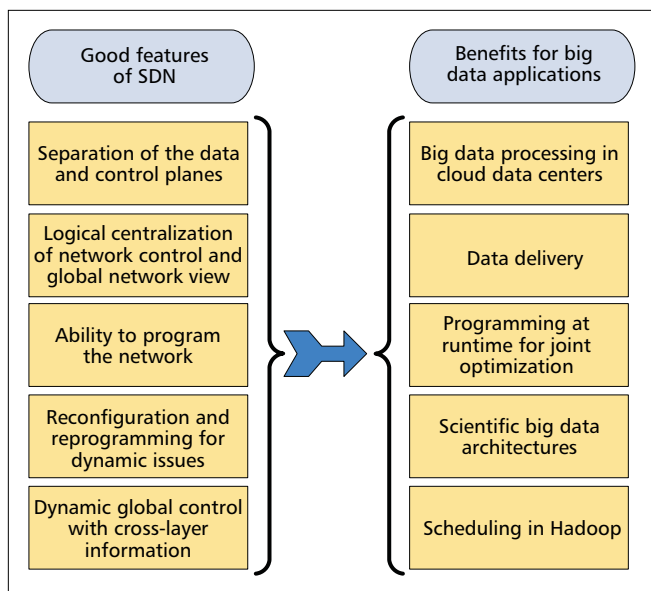 Good features
of SDN
Separation of the data
and control planes
Logical centralization
of network control and
global network view
Ability to program
the network
Reconfiguration and
reprogramming for
dynamic issues
Dynamic global control
with cross-layer
information
Benefits for big
data applications
Big data processing in
cloud data centers
Data delivery
Programming at
runtime for joint
optimization
Scientific big data
architectures
Scheduling in Hadoop